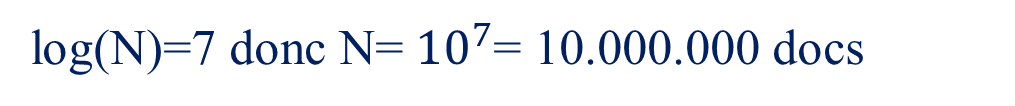 log(N)=7 donc N= 10⁷= 10.000.000 docs